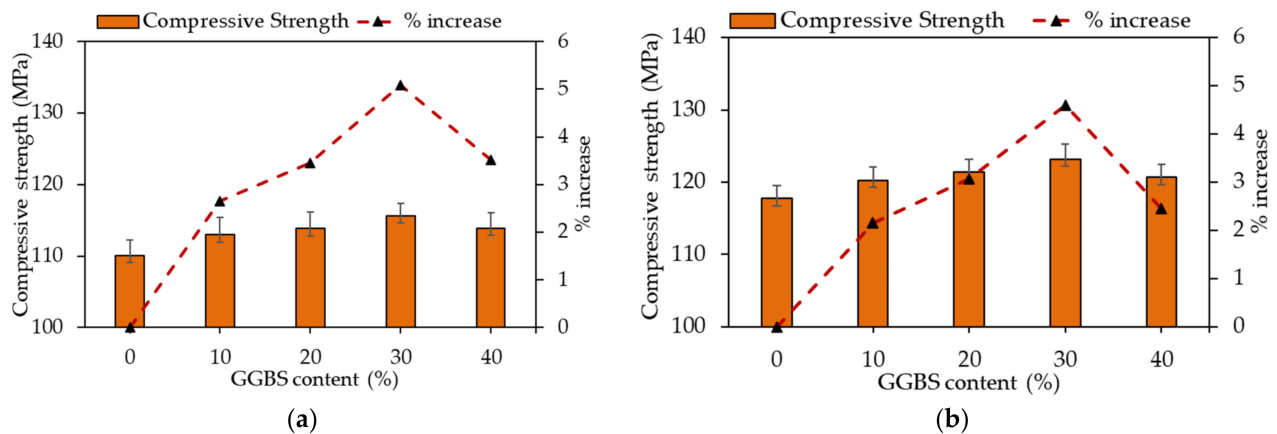 Compressive Strength % increase
Compressive strength (MPa)
140
130
120
110
100
6
5
4
3
2
1
0
% increase
0 10 20 30 40
GGBS content (%)
(a)
Compressive Strength % increase
Compressive strength (MPa)
140
130
120
110
100
6
5
4
3
2
1
0
% increase
0 10 20 30 40
GGBS content (%)
(b)